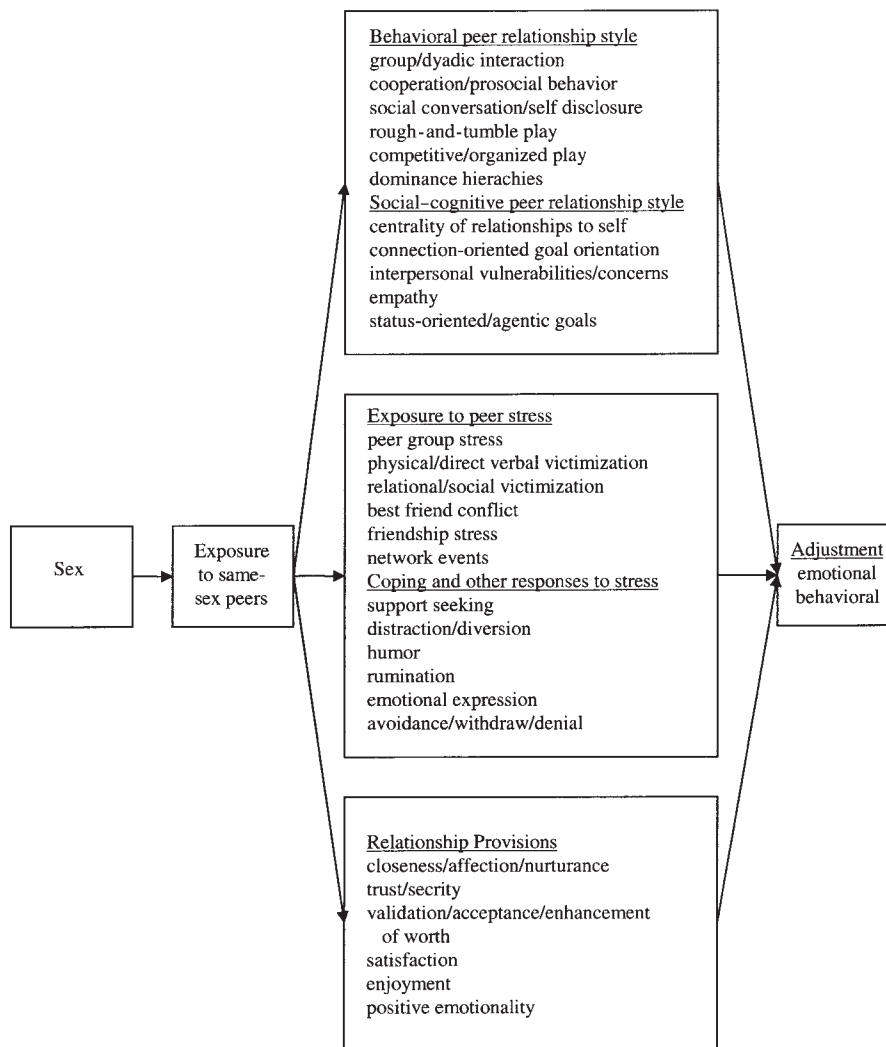 Behavioral peer relationship style
group/dyadic interaction
cooperation/prosocial behavior
social conversation/self disclosure
rough-and-tumble play
competitive/organized play
dominance hierachies
Social-cognitive peer relationship style
centrality of relationships to self
connection-oriented goal orientation
interpersonal vulnerabilities/concerns
empathy
status-oriented/agentic goals
Sex
Exposure
to same-
sex peers
Exposure to peer stress
peer group stress
physical/direct verbal victimization
relational/social victimization
best friend conflict
friendship stress
network events
Coping and other responses to stress
support seeking
distraction/diversion
humor
rumination
emotional expression
avoidance/withdraw/denial
Relationship Provisions
closeness/affection/nurturance
trust/secrity
validation/acceptance/enhancement
of worth
satisfaction
enjoyment
positive emotionality
Adjustment
emotional
behavioral